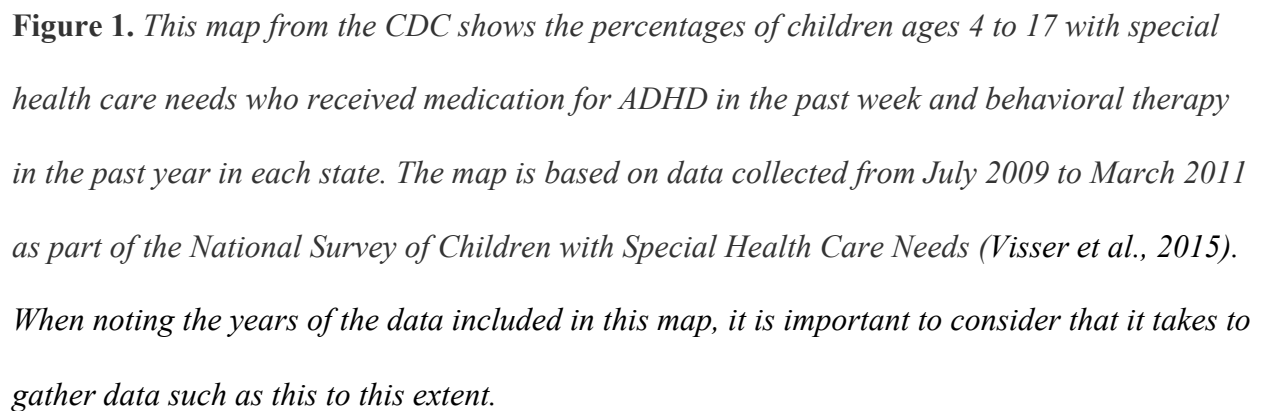 Figure 1. This map from the CDC shows the percentages of children ages 4 to 17 with special
health care needs who received medication for ADHD in the past week and behavioral therapy
in the past year in each state. The map is based on data collected from July 2009 to March 2011
as part of the National Survey of Children with Special Health Care Needs (Visser et al., 2015).
When noting the years of the data included in this map, it is important to consider that it takes to
gather data such as this to this extent.